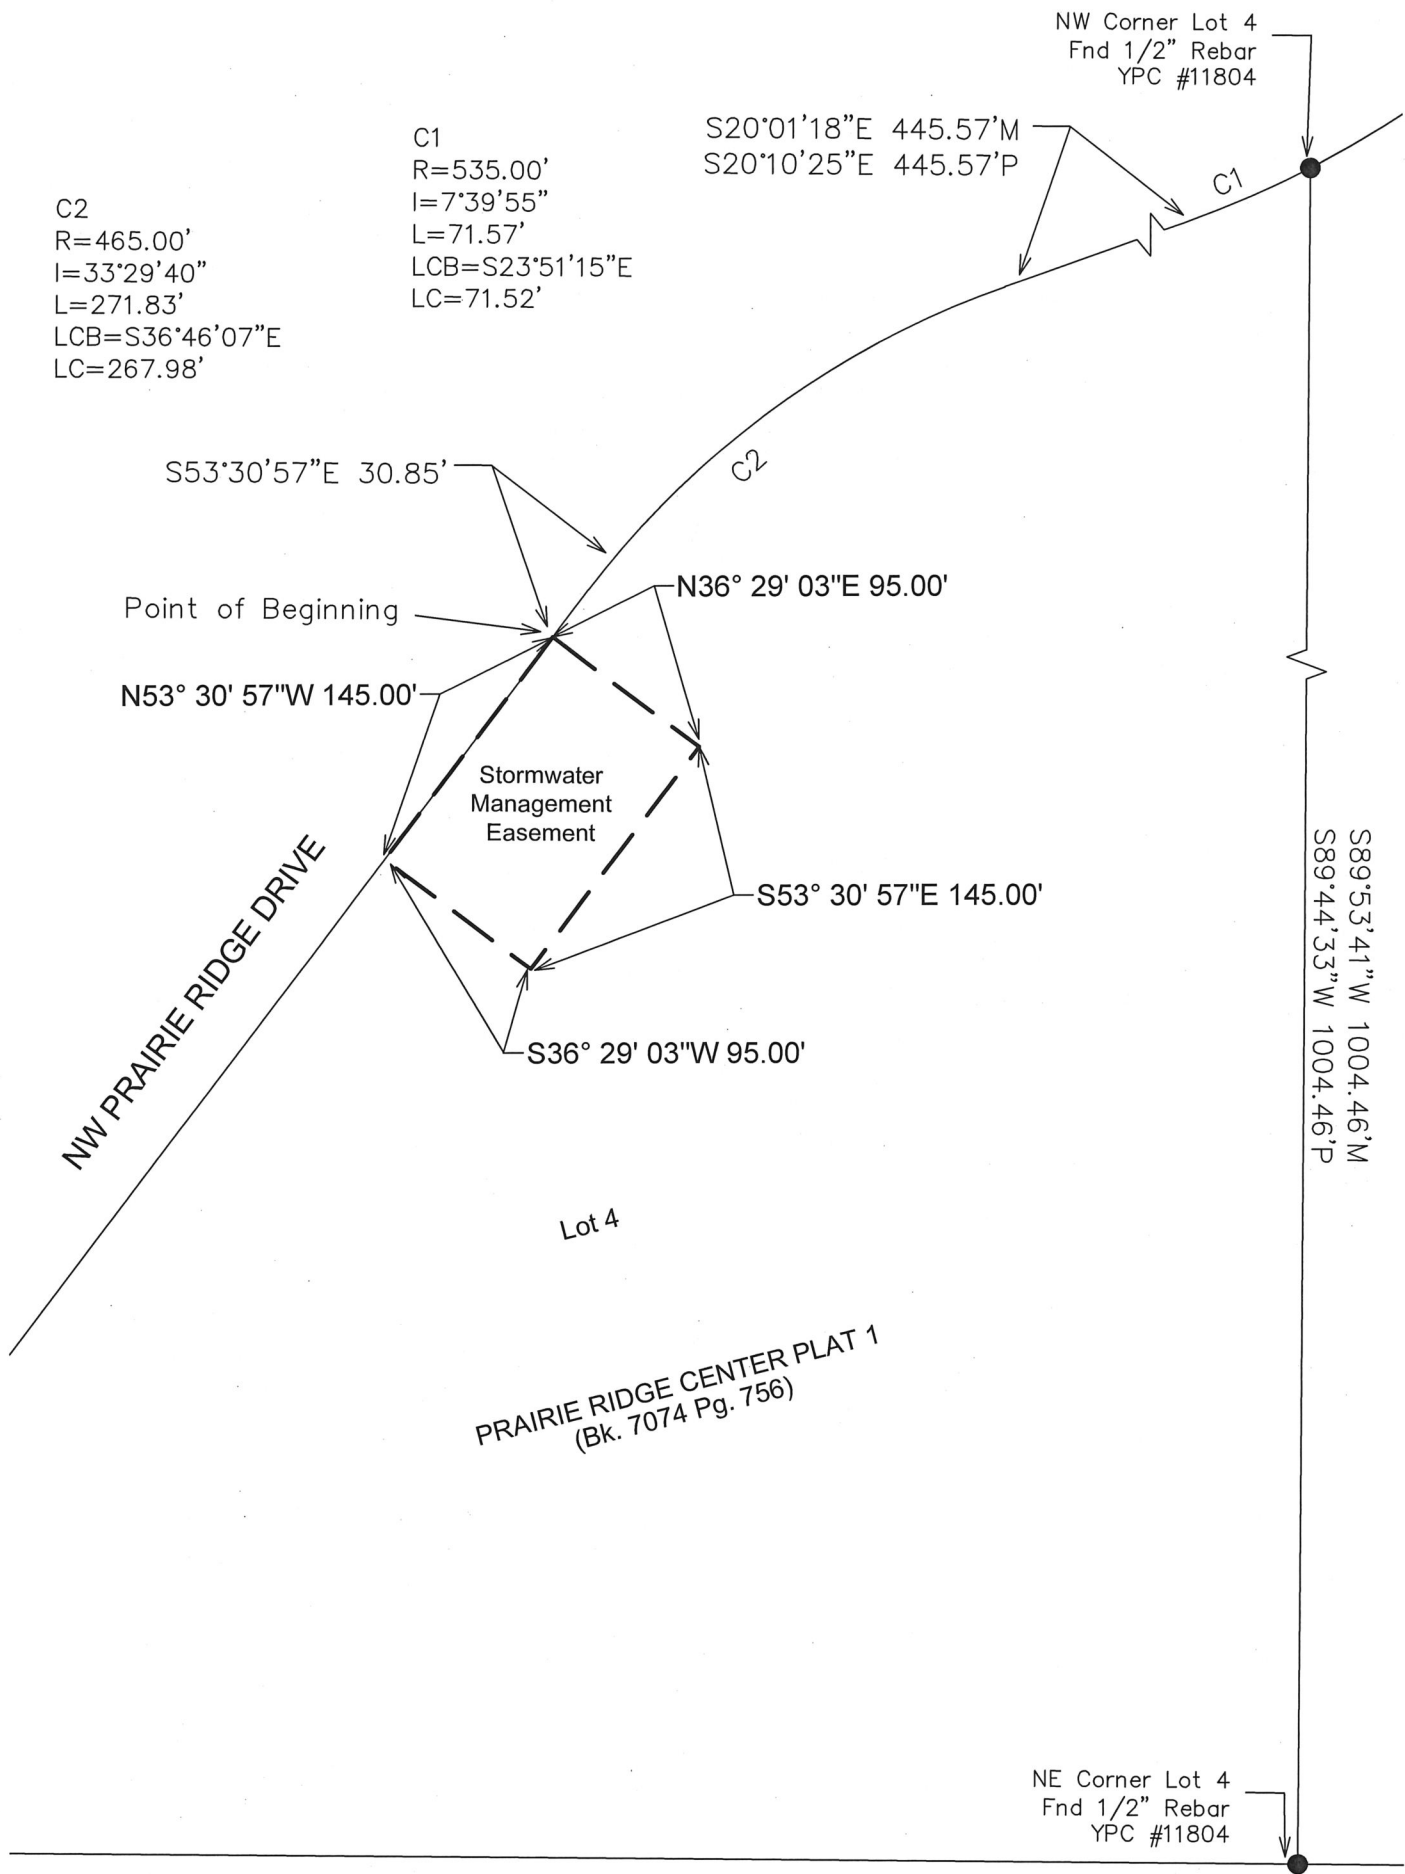 NW Corner Lot 4
Fnd 1/2" Rebar
YPC #11804
S20°01'18"E 445.57'M
S20°10'25"E 445.57'P
C1
C1
R=535.00'
I=7°39'55"
L=71.57'
LCB=S23°51'15"E
LC=71.52'
C2
R=465.00'
I=33°29'40"
L=271.83'
LCB=S36°46'07"E
LC=267.98'
C2
S53°30'57"E 30.85'
N36° 29' 03"E 95.00'
Point of Beginning
N53° 30' 57"W 145.00'
Stormwater
Management
Easement
S53° 30' 57"E 145.00'
S36° 29' 03"W 95.00'
NW PRAIRIE RIDGE DRIVE
S89°53'41"W 1004.46'M
S89°44'33"W 1004.46'P
Lot 4
PRAIRIE RIDGE CENTER PLAT 1
(Bk. 7074 Pg. 756)
NE Corner Lot 4
Fnd 1/2" Rebar
YPC #11804